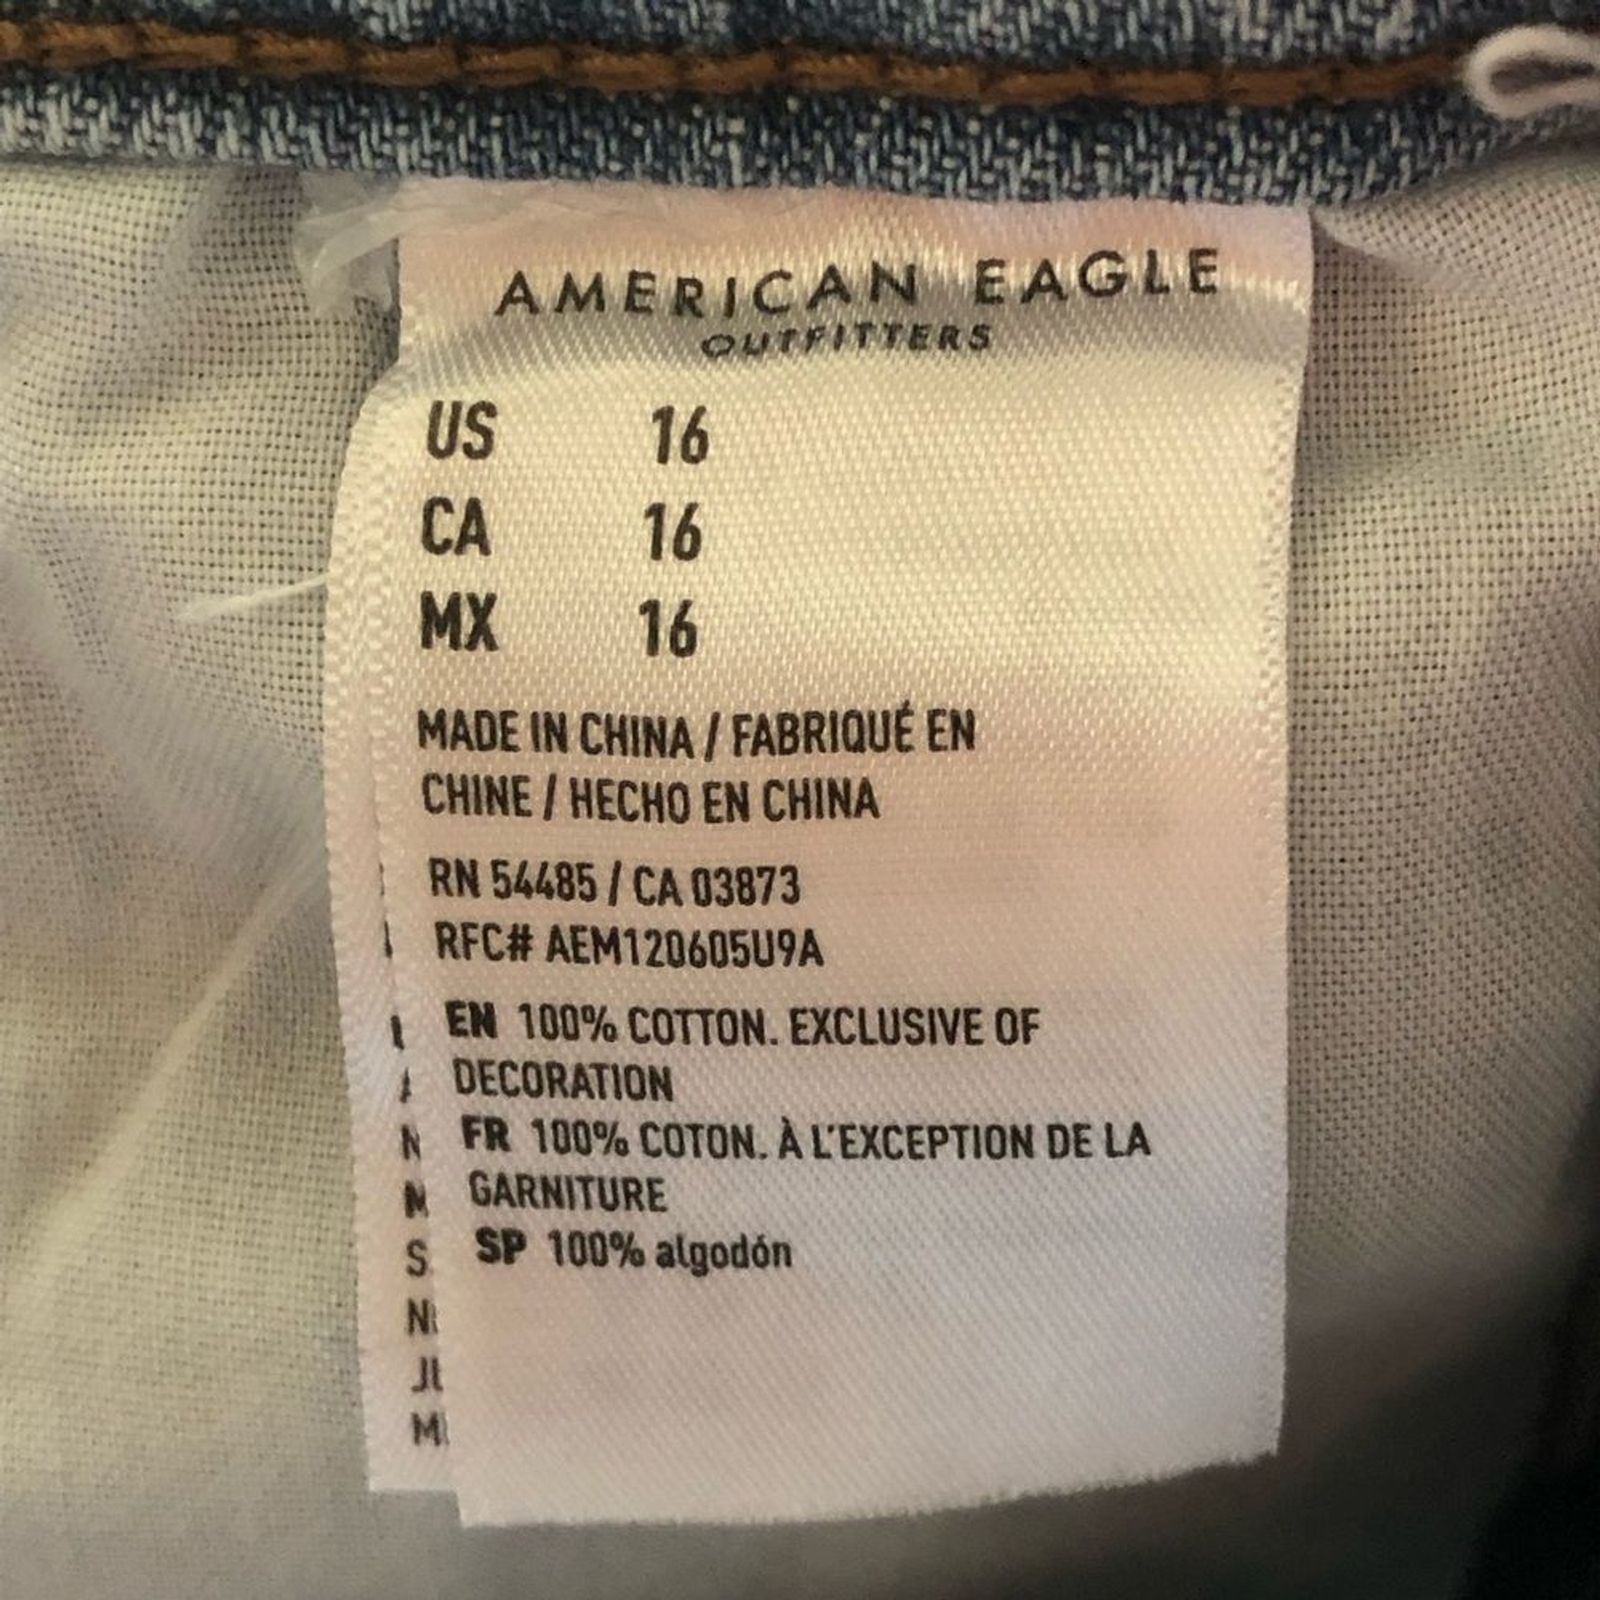 AMERICAN EAGLE
OUTFITTERS
US 16
CA 16
MX 16
MADE IN CHINA / FABRIQUÉ EN
CHINE / HECHO EN CHINA
RN 54485 / CA 03873
RFC# AEM120605U9A
EN 100% COTTON. EXCLUSIVE OF
DECORATION
FR 100% COTON. À L'EXCEPTION DE LA
GARNITURE
SP 100% algodón